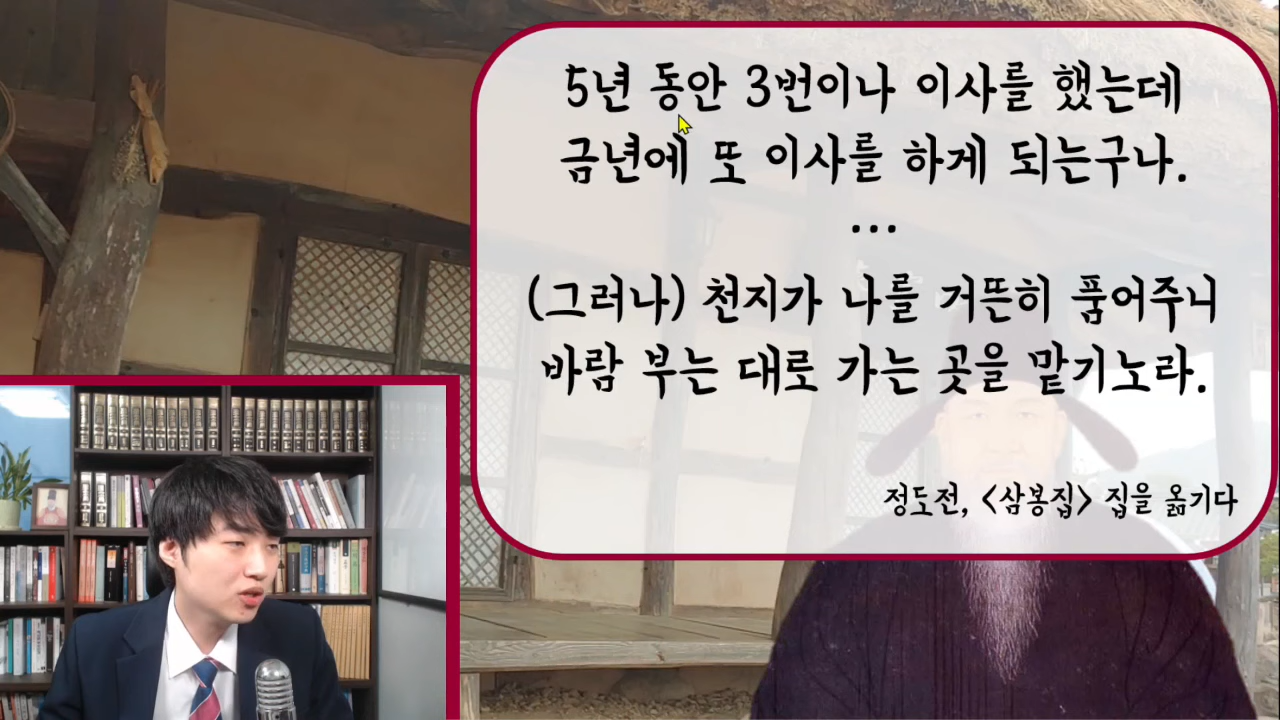 5년 동안 3번이나 이사를 했는데
금년에 또 이사를 하게 되는구나.
...
(그러나) 천지가 나를 거뜬히 품어주니
바람 부는 대로 가는 곳을 맡기노라.
정도전, <삼봉집> 집을 옮기다